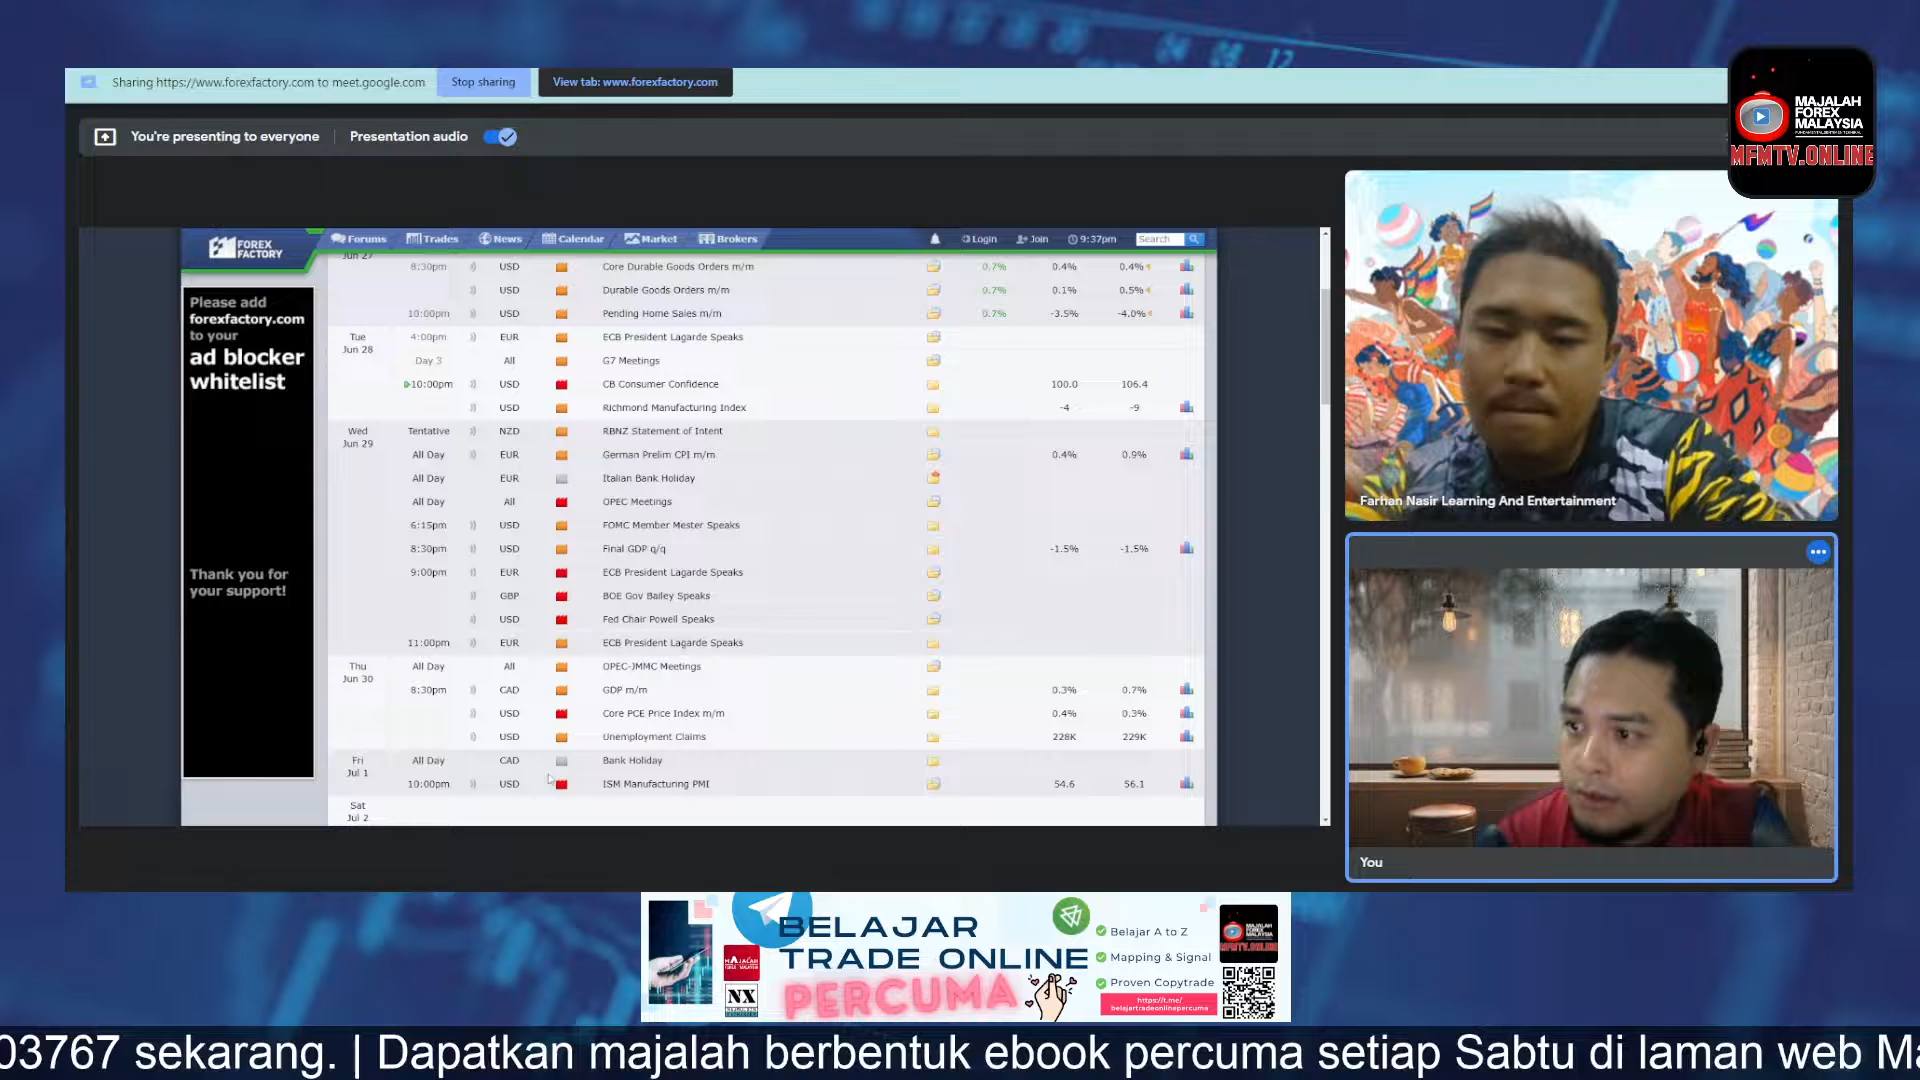 Sharing https://www.forexfactory.com to meet.google.com Stop sharing View tab: www.forexfactory.com
You're presenting to everyone Presentation audio
MAJALAH
FOREX
MALAYSIA
MFMTV.ONLINE
FOREX
FACTORY
Forums Trades News Calendar Market Brokers Login Join 9:37pm Search
Please add
forexfactory.com
to your
ad blocker
whitelist
Thank you for
your support!
Jun 27
8:30pm USD Core Durable Goods Orders m/m 0.7% 0.4% 0.4%
USD Durable Goods Orders m/m 0.7% 0.1% 0.5%
10:00pm USD Pending Home Sales m/m 0.7% -3.5% -4.0%
Tue
Jun 28
4:00pm EUR ECB President Lagarde Speaks
Day 3 All G7 Meetings
10:00pm USD CB Consumer Confidence 100.0 106.4
USD Richmond Manufacturing Index -4 -9
Wed
Jun 29
Tentative NZD RBNZ Statement of Intent
All Day EUR German Prelim CPI m/m 0.4% 0.9%
All Day EUR Italian Bank Holiday
All Day All OPEC Meetings
6:15pm USD FOMC Member Mester Speaks
8:30pm USD Final GDP q/q -1.5% -1.5%
9:00pm EUR ECB President Lagarde Speaks
GBP BOE Gov Bailey Speaks
USD Fed Chair Powell Speaks
11:00pm EUR ECB President Lagarde Speaks
Thu
Jun 30
All Day All OPEC-JMMC Meetings
8:30pm CAD GDP m/m 0.3% 0.7%
USD Core PCE Price Index m/m 0.4% 0.3%
USD Unemployment Claims 228K 229K
Fri
Jul 1
All Day CAD Bank Holiday
10:00pm USD ISM Manufacturing PMI 54.6 56.1
Sat
Jul 2
Farhan Nasir Learning And Entertainment
You
BELAJAR
TRADE ONLINE
PERCUMA
MAJALAH
NX
Belajar A to Z
Mapping & Signal
Proven Copytrade
https://t.me/
belajartradeonlinepercuma
MAJALAH
FOREX
MALAYSIA
MFMTV.ONLINE
03767 sekarang. | Dapatkan majalah berbentuk ebook percuma setiap Sabtu di laman web Ma